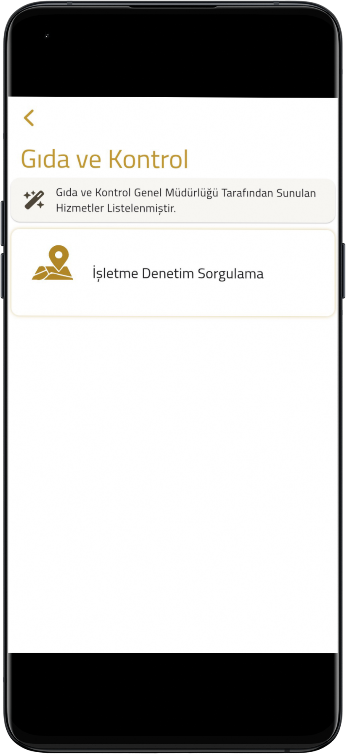 Gıda ve Kontrol
Gıda ve Kontrol Genel Müdürlüğü Tarafından Sunulan
Hizmetler Listelenmiştir.
İşletme Denetim Sorgulama